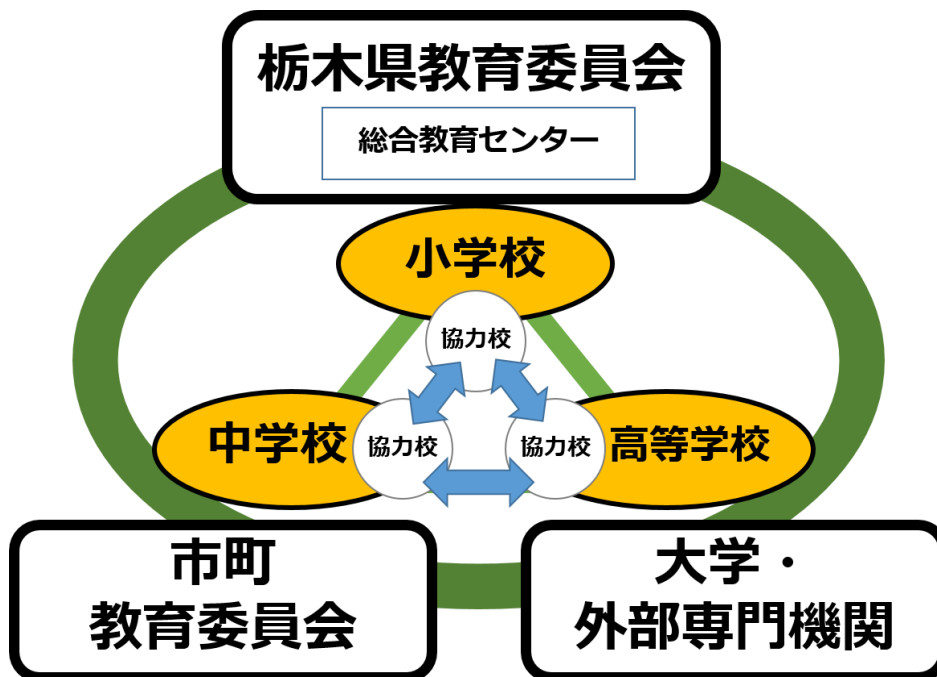 栃木県教育委員会
総合教育センター
小学校
協力校
中学校
協力校
協力校
高等学校
市町
教育委員会
大学・
外部専門機関